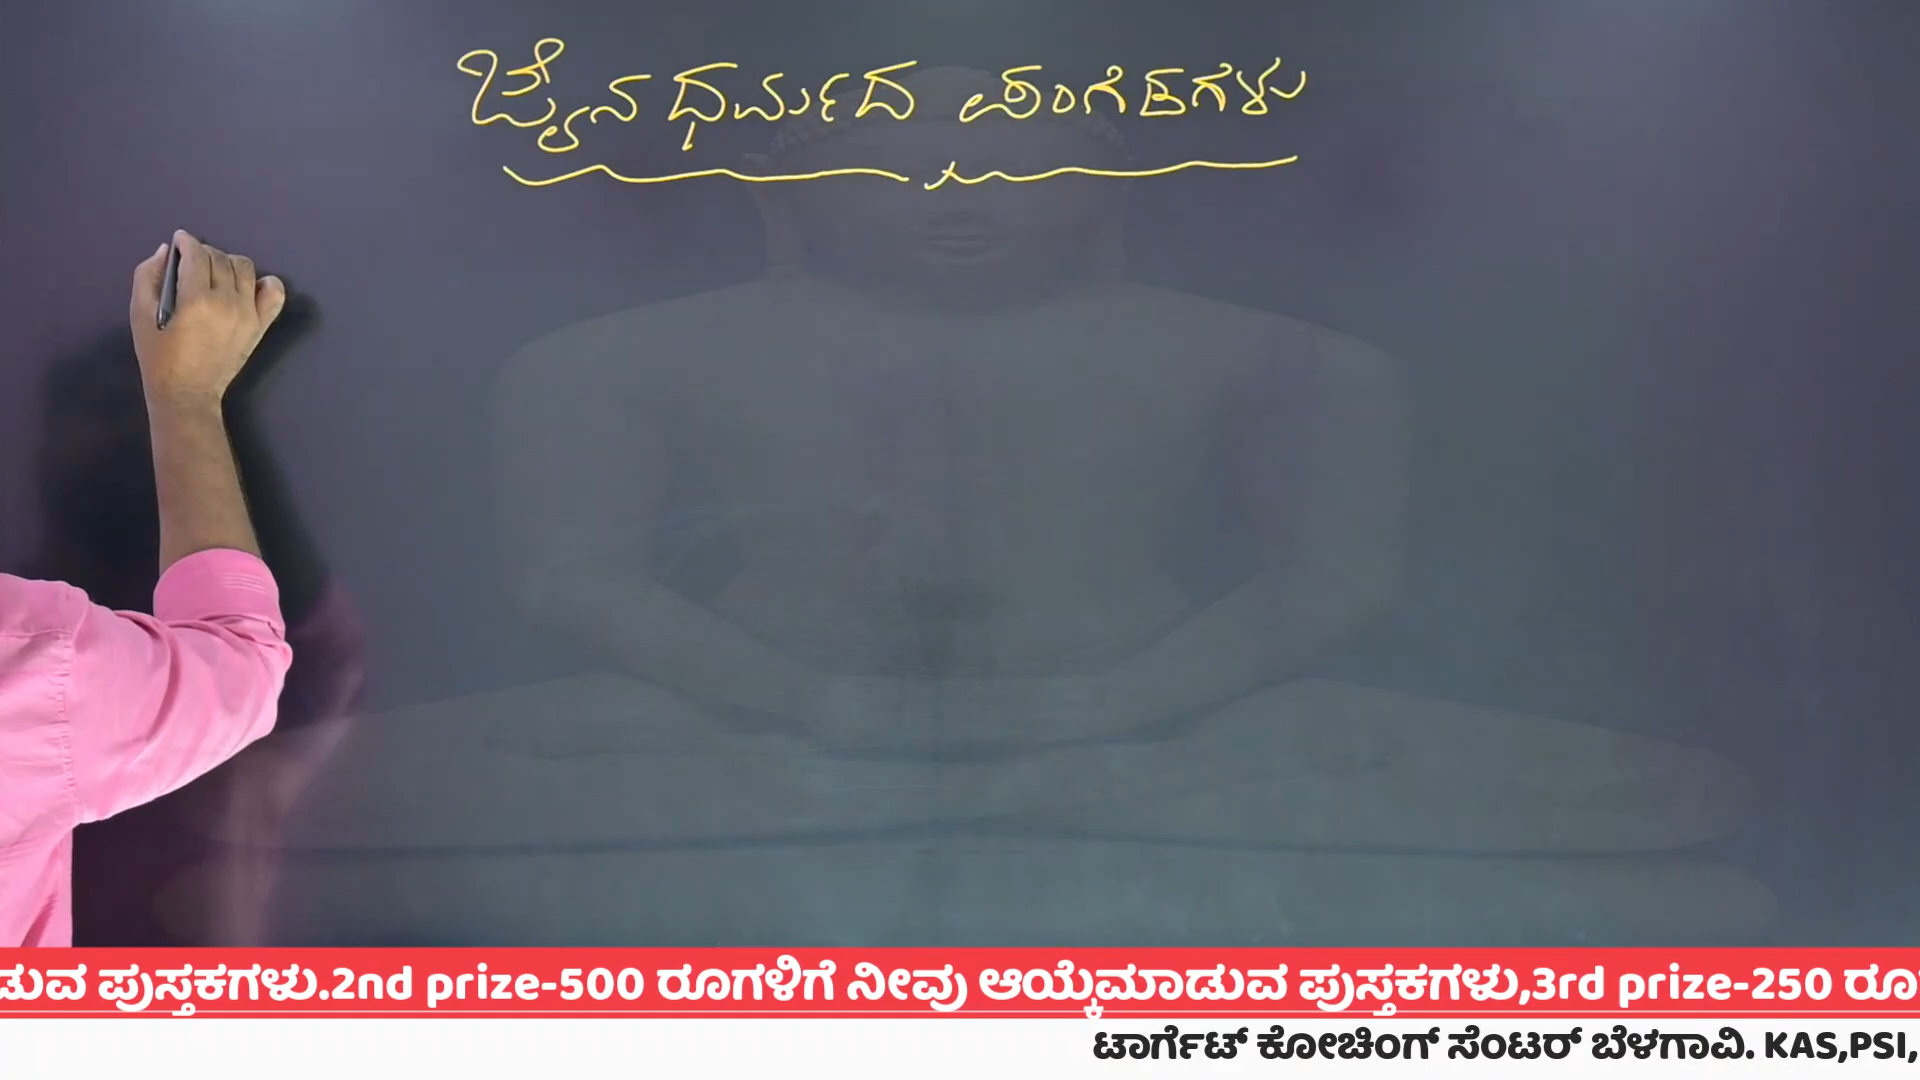 ಜೈನ ಧರ್ಮದ ಪಂಗಡಗಳು
ಡುವ ಪುಸ್ತಕಗಳು.2nd prize-500 ರೂಗಳಿಗೆ ನೀವು ಆಯ್ಕೆಮಾಡುವ ಪುಸ್ತಕಗಳು,3rd prize-250 ರೂ
ಟಾರ್ಗೆಟ್ ಕೋಚಿಂಗ್ ಸೆಂಟರ್ ಬೆಳಗಾವಿ. KAS,PSI,